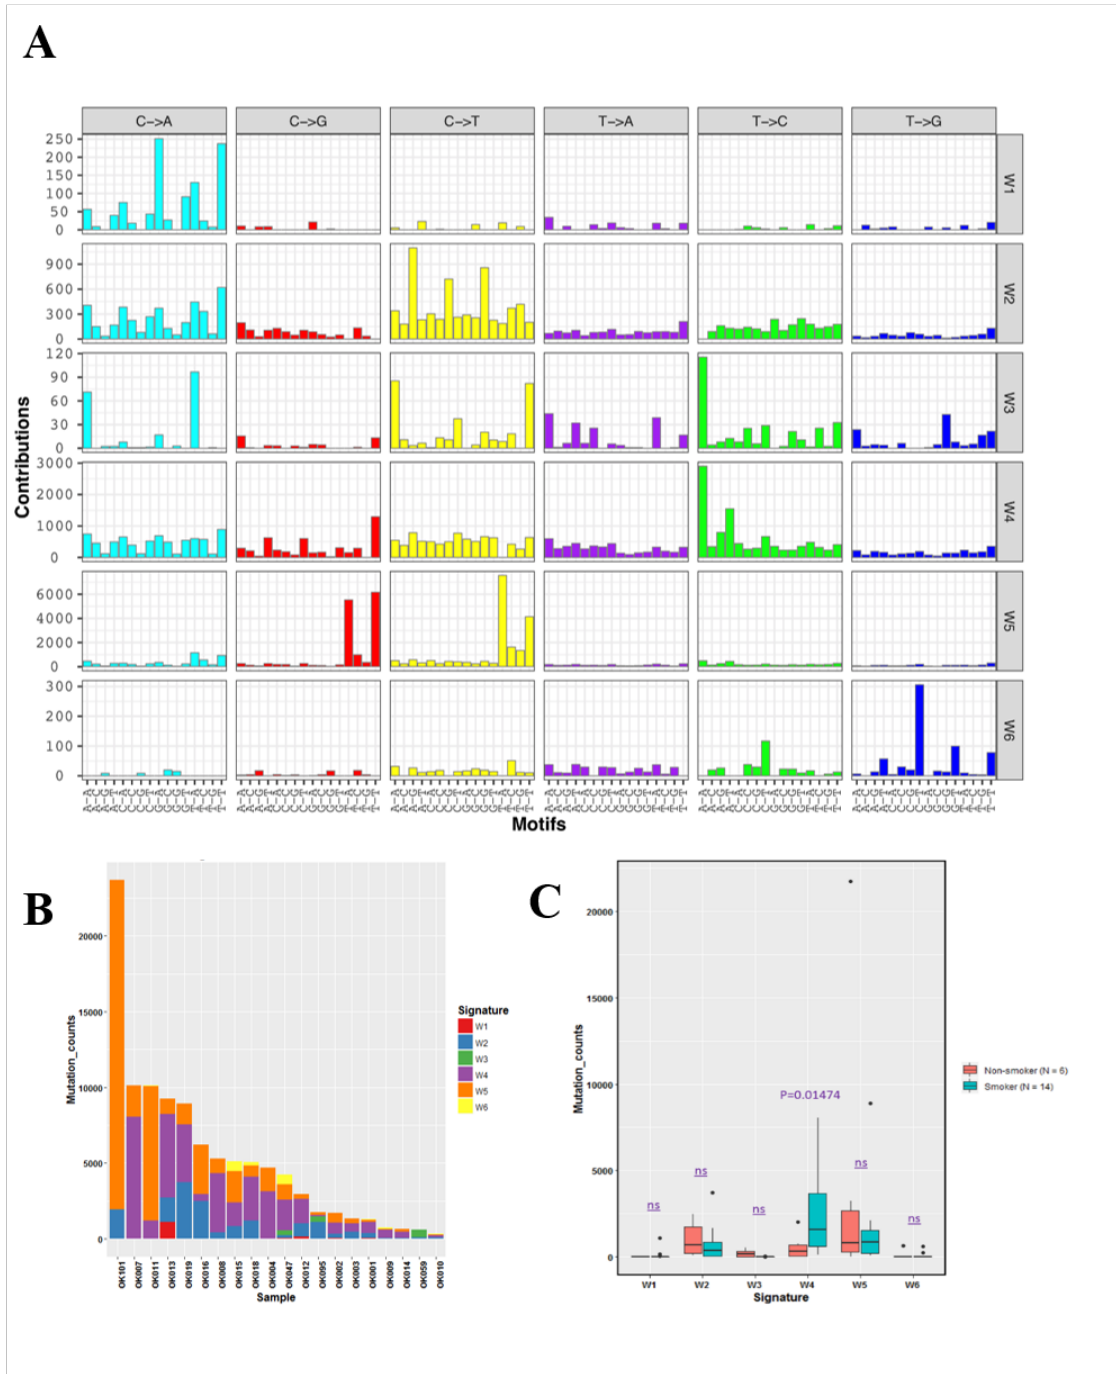 A
C->A C->G C->T T->A T->C T->G
250
200
150
100
50
0
W1
900
600
300
0
W2
120
90
60
30
0
W3
3000
2000
1000
0
W4
6000
4000
2000
0
W5
300
200
100
0
W6
Contributions
Motifs
B
20000
15000
10000
5000
0
Mutation_counts
OK101 OK007 OK011 OK013 OK019 OK016 OK008 OK015 OK018 OK004 OK047 OK012 OK095 OK002 OK003 OK001 OK009 OK014 OK059 OK010
Sample
Signature
W1
W2
W3
W4
W5
W6
C
20000
15000
10000
5000
0
Mutation_counts
P=0.01474
ns
ns
ns
ns
ns
W1 W2 W3 W4 W5 W6
Signature
Non-smoker (N = 6)
Smoker (N = 14)